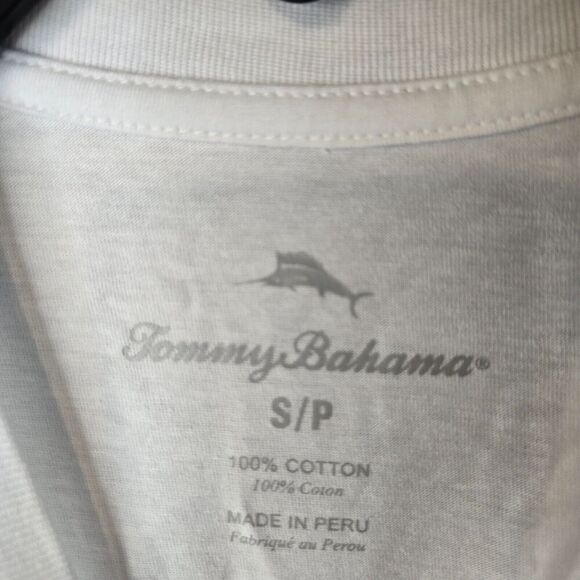 Tommy Bahama®
S/P
100% COTTON
100% Coton
MADE IN PERU
Fabriqué au Perou